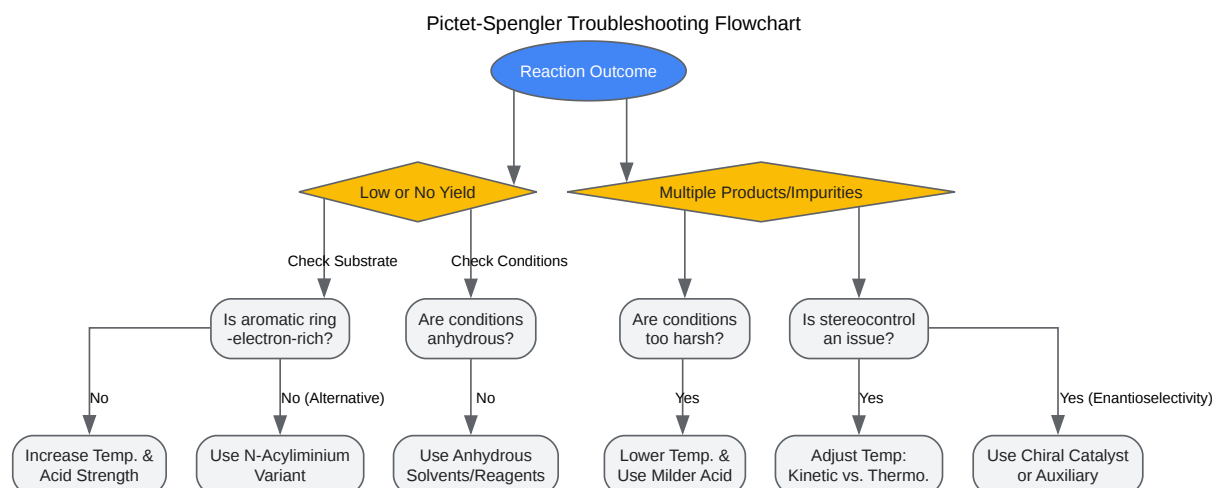 Pictet-Spengler Troubleshooting Flowchart
Reaction Outcome
Low or No Yield
Multiple Products/Impurities
Check Substrate
Check Conditions
Is aromatic ring
-electron-rich?
Are conditions
anhydrous?
Are conditions
too harsh?
Is stereocontrol
an issue?
No
No (Alternative)
No
Yes
Yes
Yes (Enantioselectivity)
Increase Temp. &
Acid Strength
Use N-Acyliminium
Variant
Use Anhydrous
Solvents/Reagents
Lower Temp. &
Use Milder Acid
Adjust Temp:
Kinetic vs. Thermo.
Use Chiral Catalyst
or Auxiliary